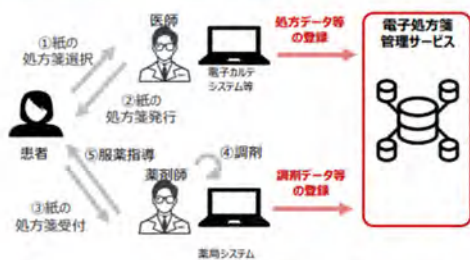 医師
①紙の
処方箋選択
処方データ等
の登録
電子処方箋
管理サービス
電子カルテ
システム等
②紙の
処方箋発行
患者
⑤服薬指導
④調剤
薬剤師
③紙の
処方箋受付
調剤データ等
の登録
薬局システム